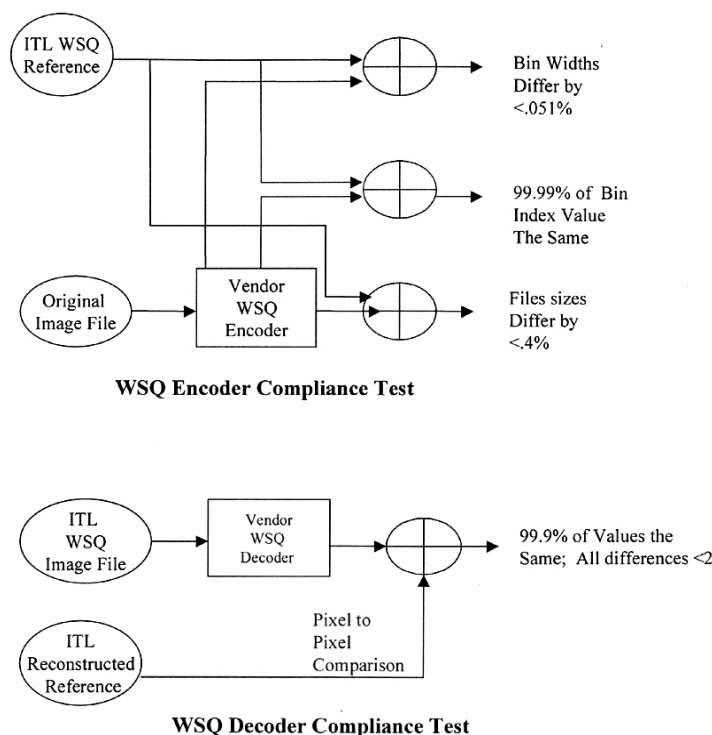 ITL WSQ
Reference
Bin Widths
Differ by
<.051%
99.99% of Bin
Index Value
The Same
Original
Image File
Vendor
WSQ
Encoder
Files sizes
Differ by
<.4%
WSQ Encoder Compliance Test
ITL
WSQ
Image File
Vendor
WSQ
Decoder
99.9% of Values the
Same; All differences <2
Pixel to
Pixel
Comparison
ITL
Reconstructed
Reference
WSQ Decoder Compliance Test